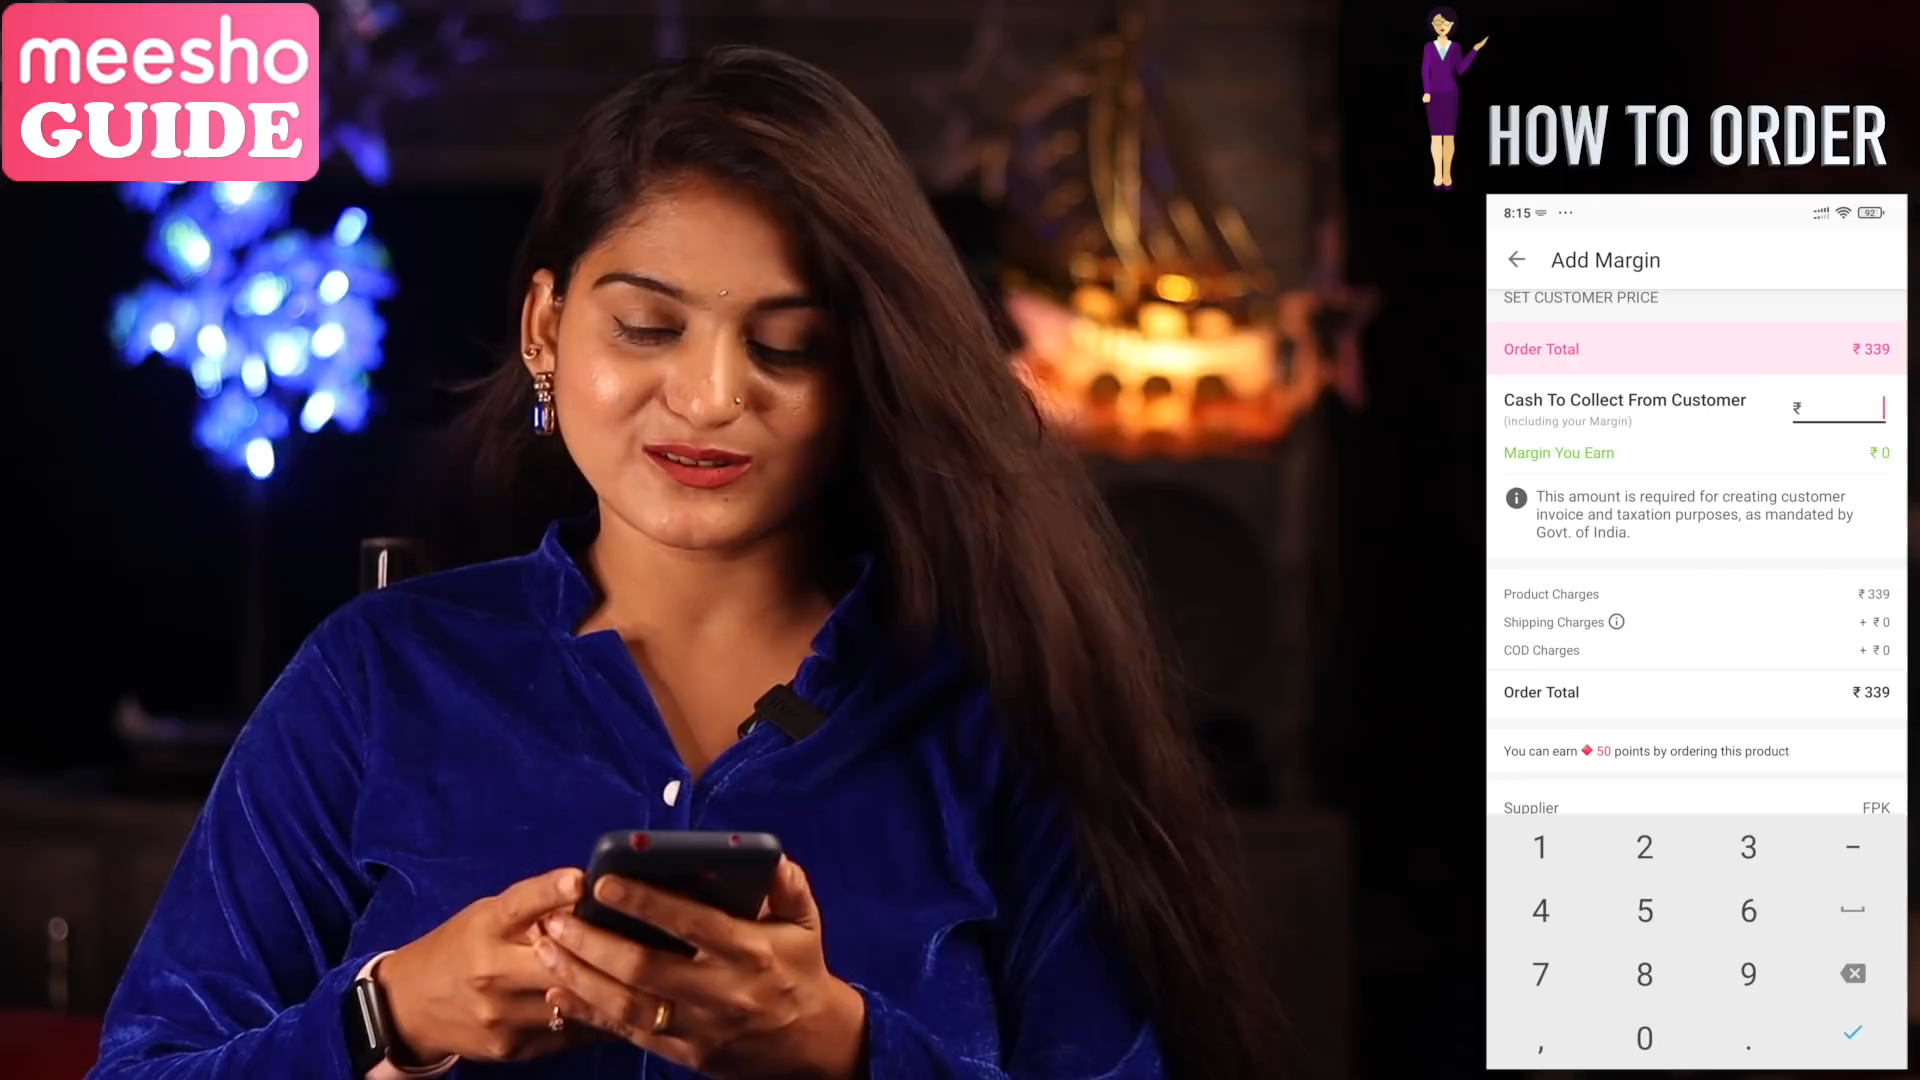 meesho
GUIDE
HOW TO ORDER
8:15 ...
92
Add Margin
SET CUSTOMER PRICE
Order Total ₹ 339
Cash To Collect From Customer ₹
(including your Margin)
Margin You Earn ₹ 0
This amount is required for creating customer
invoice and taxation purposes, as mandated by
Govt. of India.
Product Charges ₹ 339
Shipping Charges + ₹ 0
COD Charges + ₹ 0
Order Total ₹ 339
You can earn 50 points by ordering this product
Supplier FPK
1 2 3 -
4 5 6
7 8 9
, 0 .